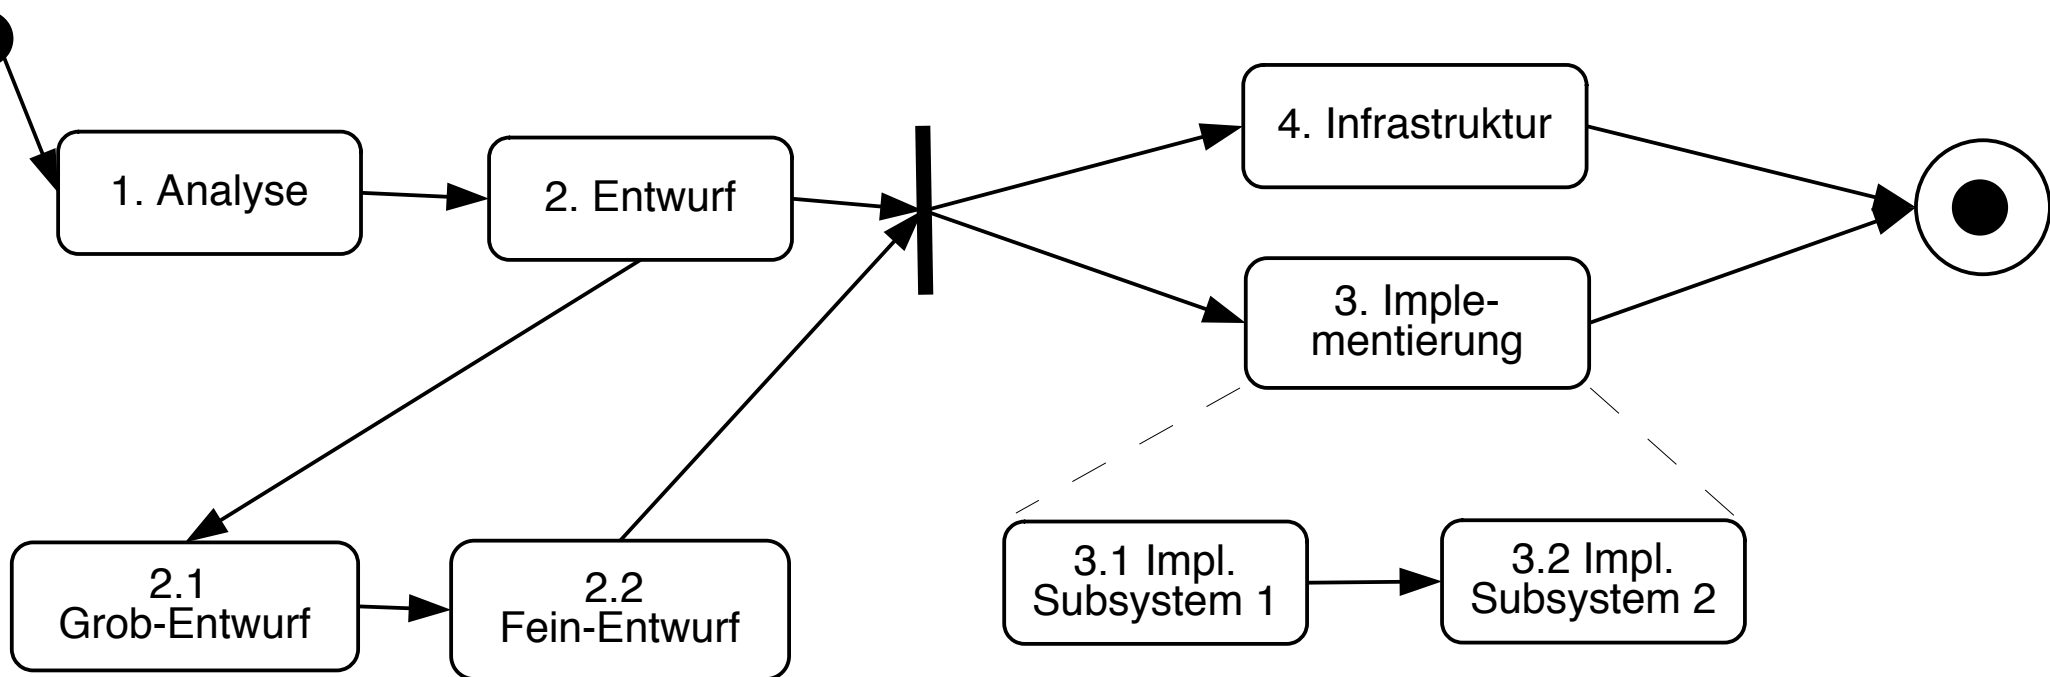 1. Analyse
2. Entwurf
4. Infrastruktur
3. Imple-
mentierung
2.1
Grob-Entwurf
2.2
Fein-Entwurf
3.1 Impl.
Subsystem 1
3.2 Impl.
Subsystem 2